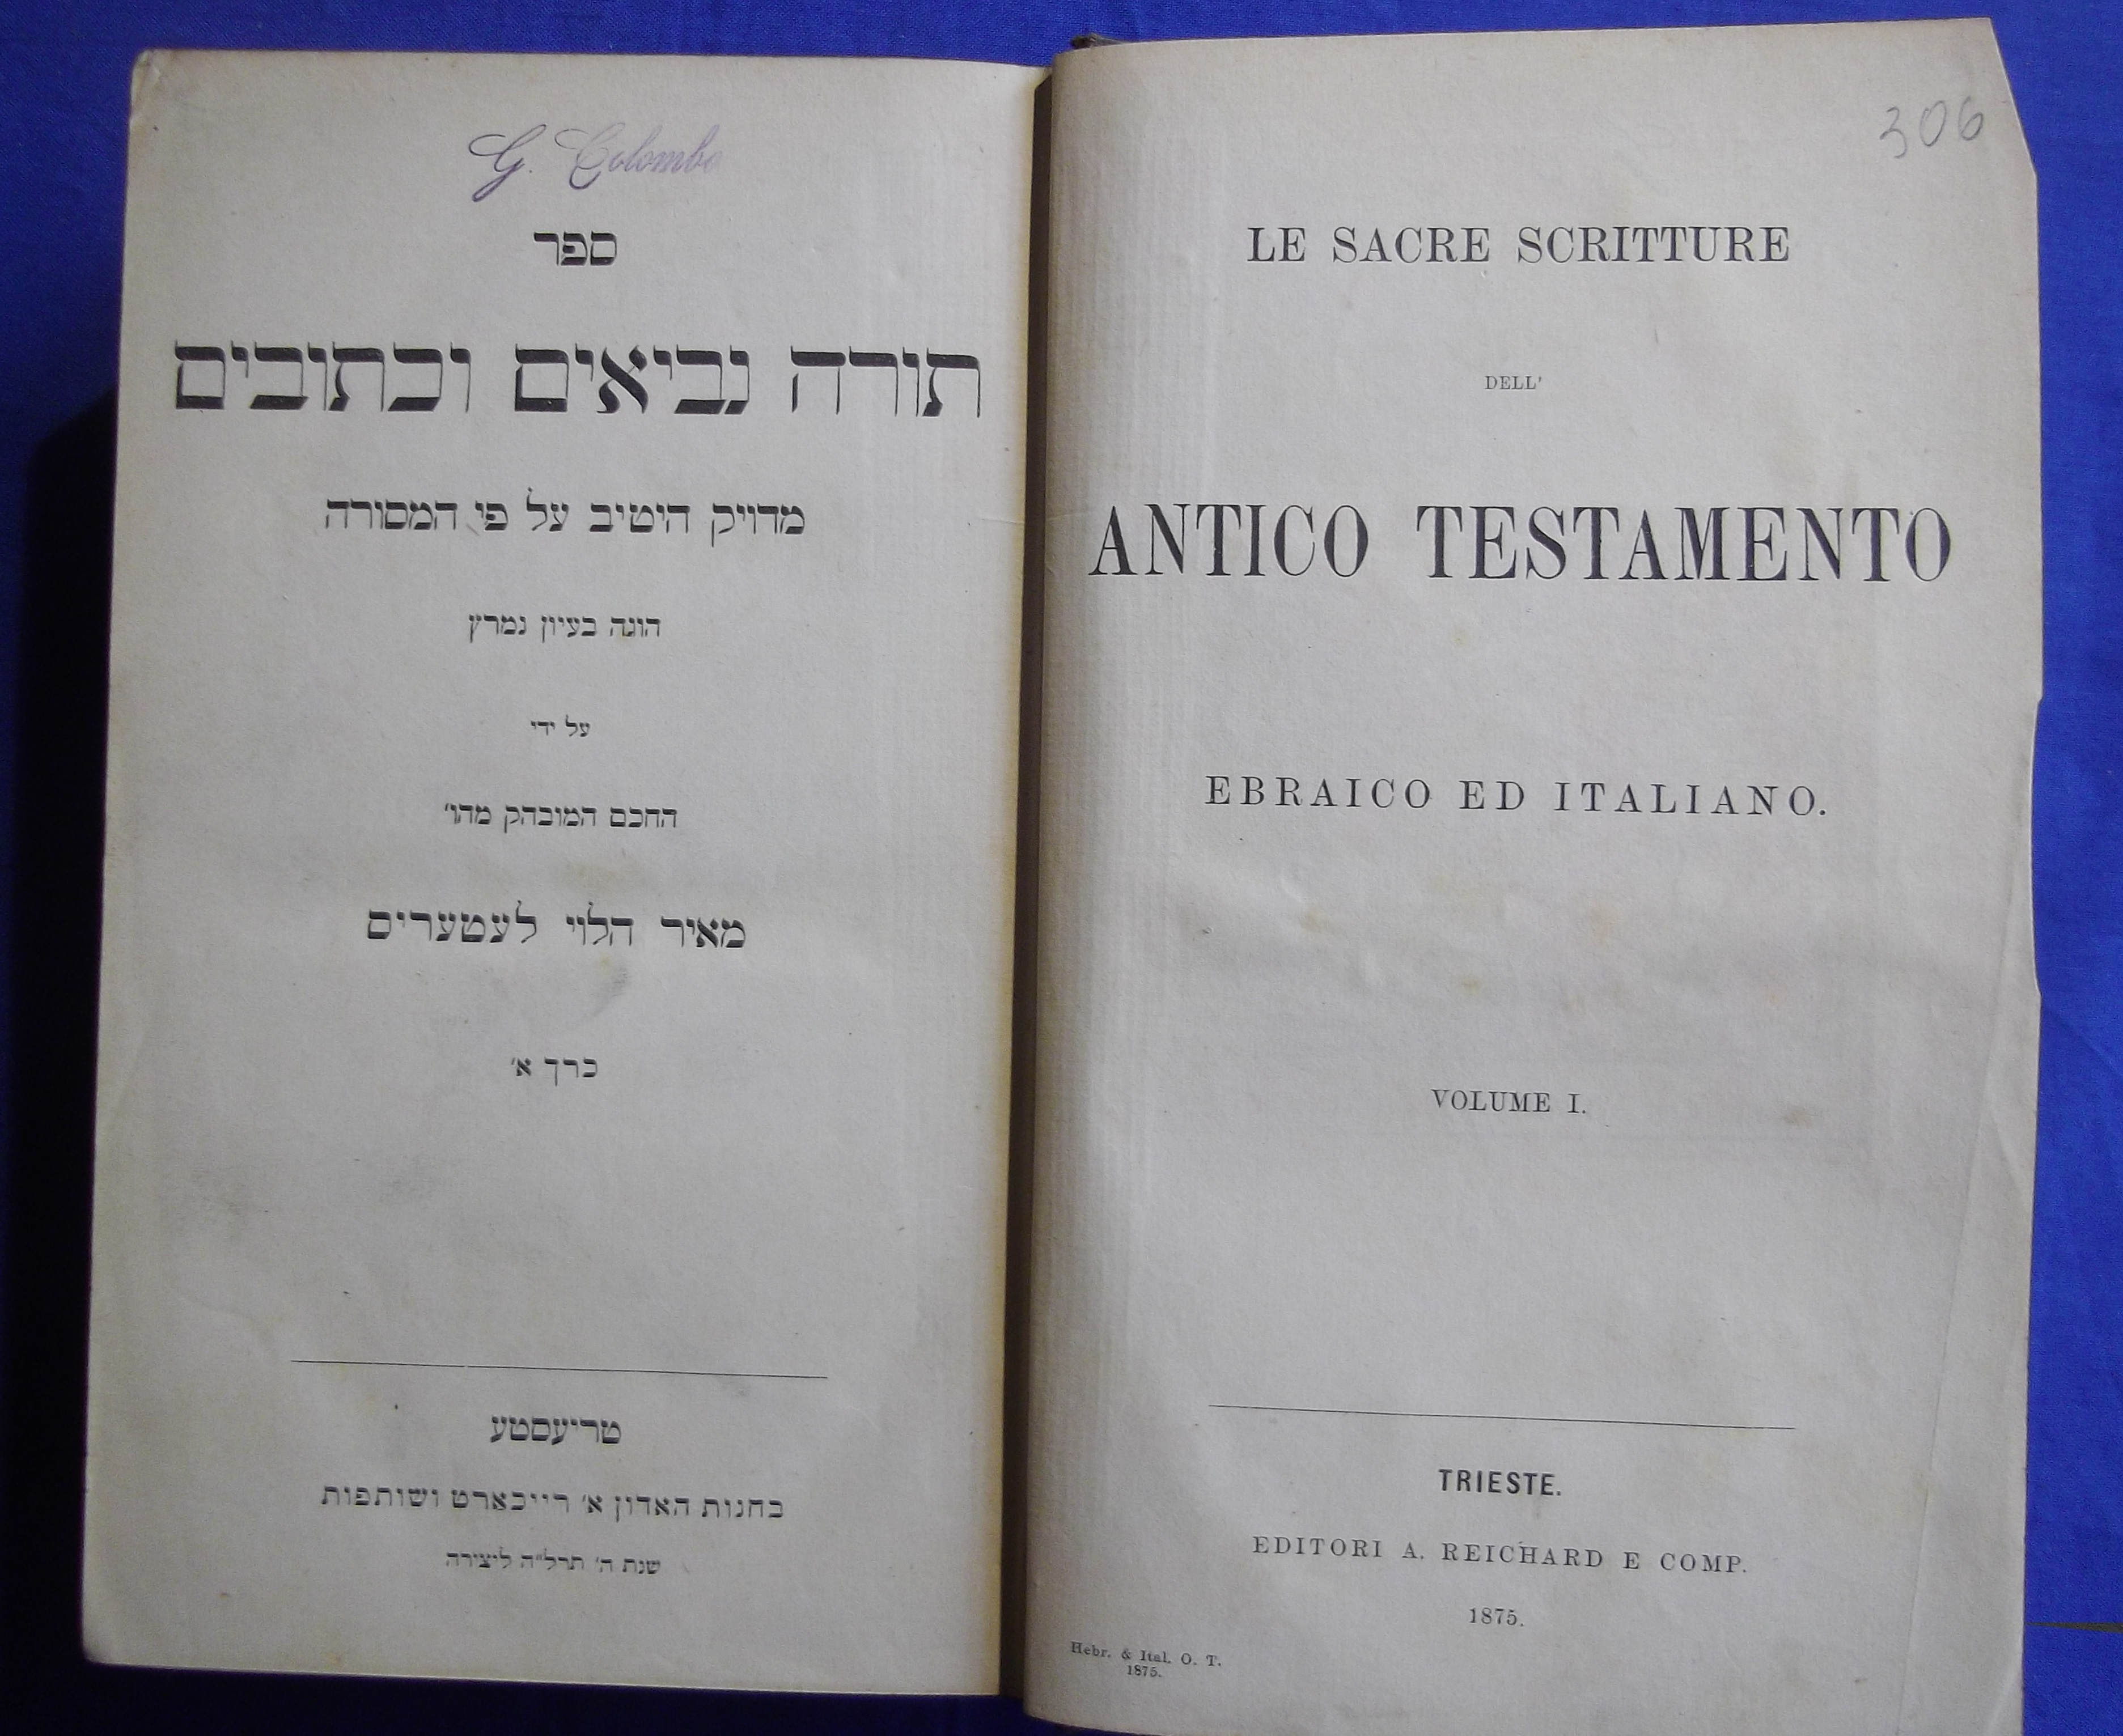 G. Colombo
ספר
תורה נביאים וכתובים
מדויק היטיב על פי המסורה
הוגה בעיון נמרץ
על ידי
החכם המובהק מהו׳
מאיר הלוי לעטעריס
כרך א׳
טריעסטע
בחנות האדון א׳ רייכארט ושותפות
שנת ה׳ תרל״ה ליצירה
306
LE SACRE SCRITTURE
DELL'
ANTICO TESTAMENTO
EBRAICO ED ITALIANO.
VOLUME I.
TRIESTE.
EDITORI A. REICHARD E COMP.
1875.
Hebr. & Ital. O. T.
1875.